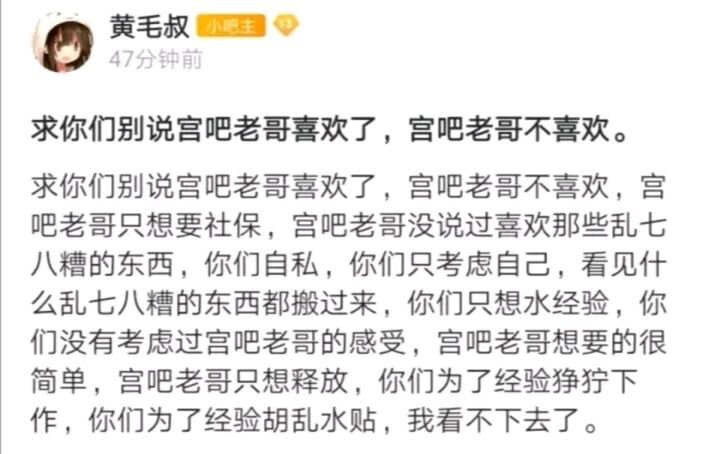 黄毛叔 小吧主 13
47分钟前
求你们别说宫吧老哥喜欢了，宫吧老哥不喜欢。
求你们别说宫吧老哥喜欢了，宫吧老哥不喜欢，宫
吧老哥只想要社保，宫吧老哥没说过喜欢那些乱七
八糟的东西，你们自私，你们只考虑自己，看见什
么乱七八糟的东西都搬过来，你们只想水经验，你
们没有考虑过宫吧老哥的感受，宫吧老哥想要的很
简单，宫吧老哥只想释放，你们为了经验狰狞下
作，你们为了经验胡乱水贴，我看不下去了。